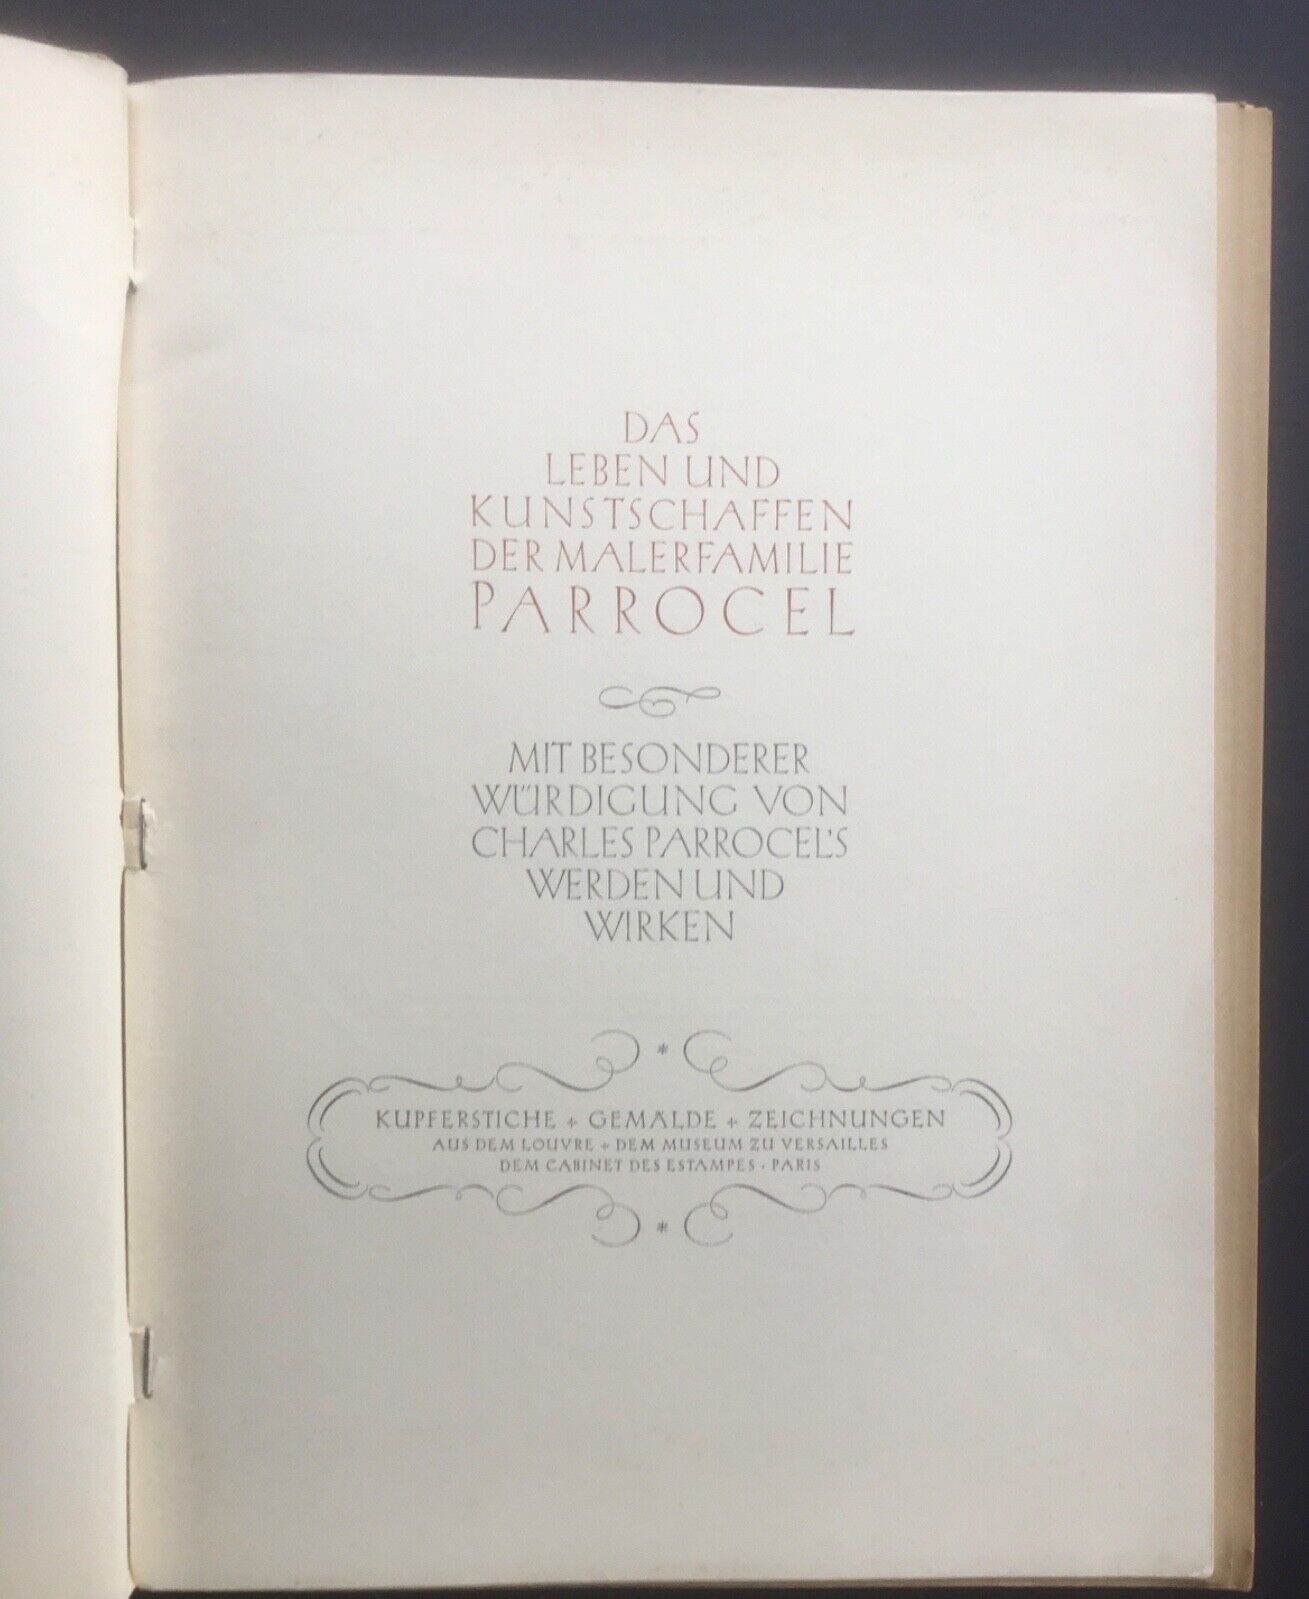 DAS
LEBEN UND
KUNSTSCHAFFEN
DER MALERFAMILIE
PARROCEL
MIT BESONDERER
WÜRDIGUNG VON
CHARLES PARROCEL'S
WERDEN UND
WIRKEN
*
KUPFERSTICHE + GEMÄLDE + ZEICHNUNGEN
AUS DEM LOUVRE + DEM MUSEUM ZU VERSAILLES
DEM CABINET DES ESTAMPES · PARIS
*